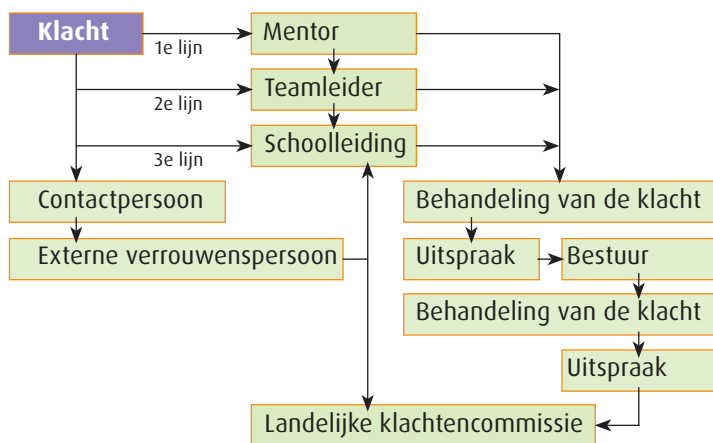 Klacht
1e lijn
Mentor
2e lijn
Teamleider
3e lijn
Schoolleiding
Contactpersoon
Externe verrouwenspersoon
Behandeling van de klacht
Uitspraak
Bestuur
Behandeling van de klacht
Uitspraak
Landelijke klachtencommissie